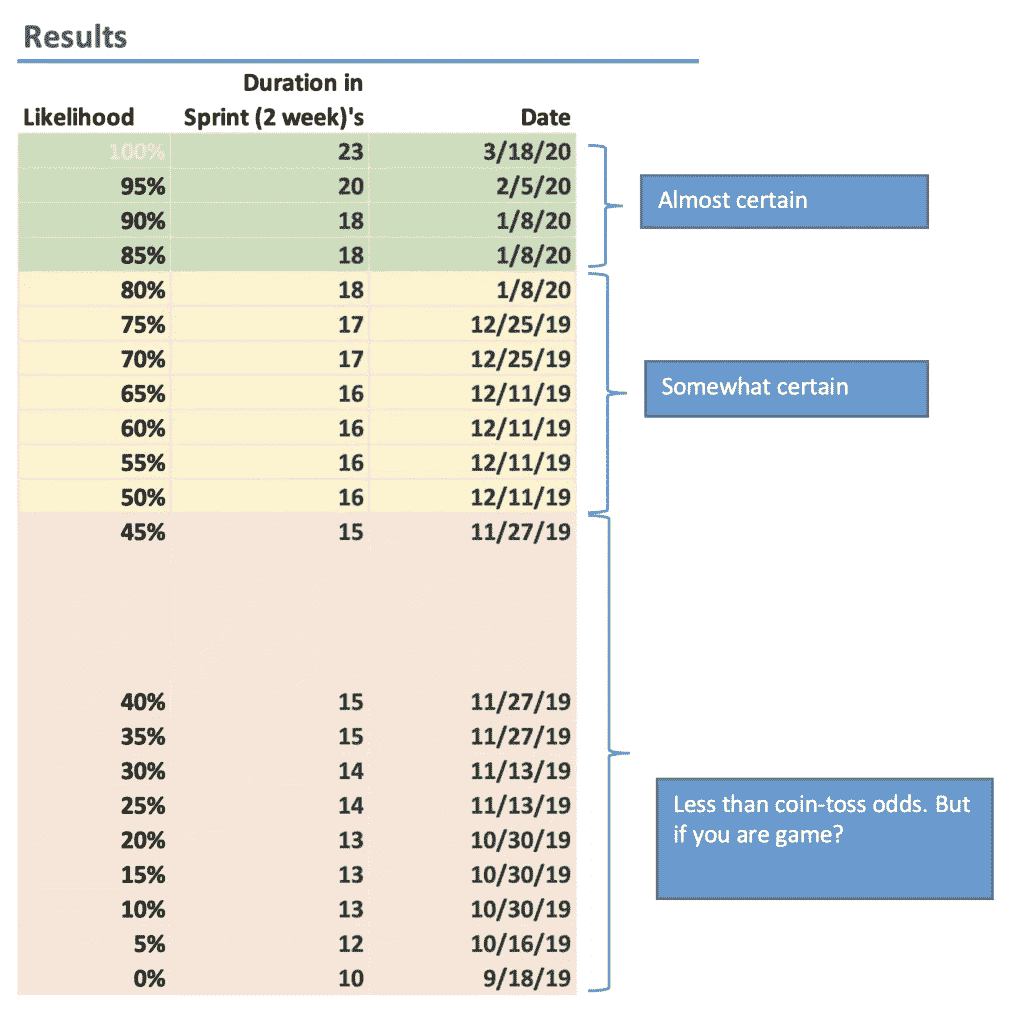 Results
Duration in
Likelihood Sprint (2 week)'s Date
100% 23 3/18/20
95% 20 2/5/20
90% 18 1/8/20
85% 18 1/8/20
80% 18 1/8/20
75% 17 12/25/19
70% 17 12/25/19
65% 16 12/11/19
60% 16 12/11/19
55% 16 12/11/19
50% 16 12/11/19
45% 15 11/27/19
40% 15 11/27/19
35% 15 11/27/19
30% 14 11/13/19
25% 14 11/13/19
20% 13 10/30/19
15% 13 10/30/19
10% 13 10/30/19
5% 12 10/16/19
0% 10 9/18/19
Almost certain
Somewhat certain
Less than coin-toss odds. But
if you are game?